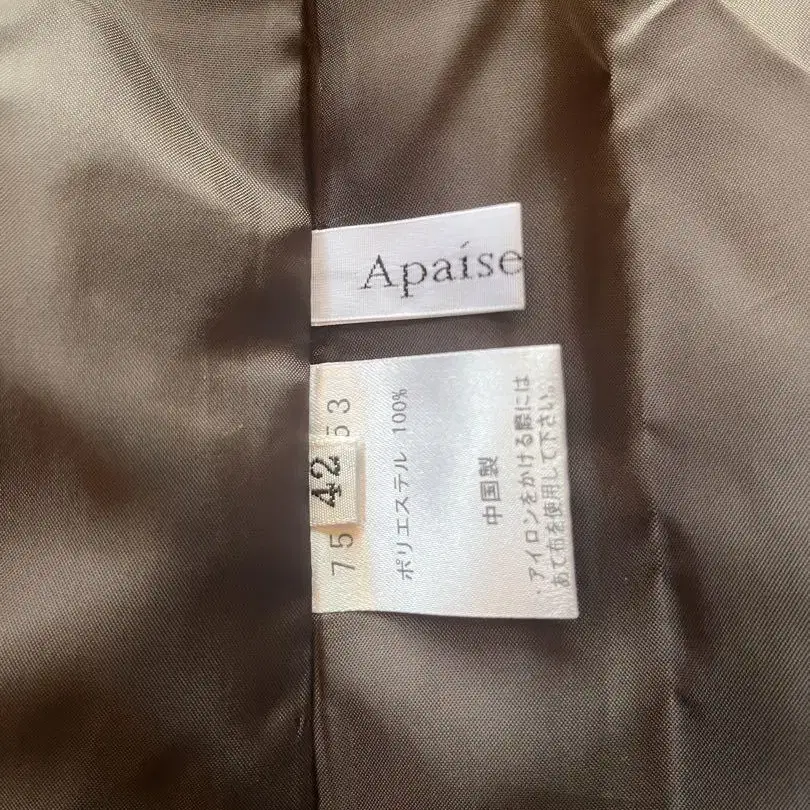 Apaise
42
75 53
ポリエステル 100%
中国製
・アイロンをかける際には
あて布を使用して下さい。